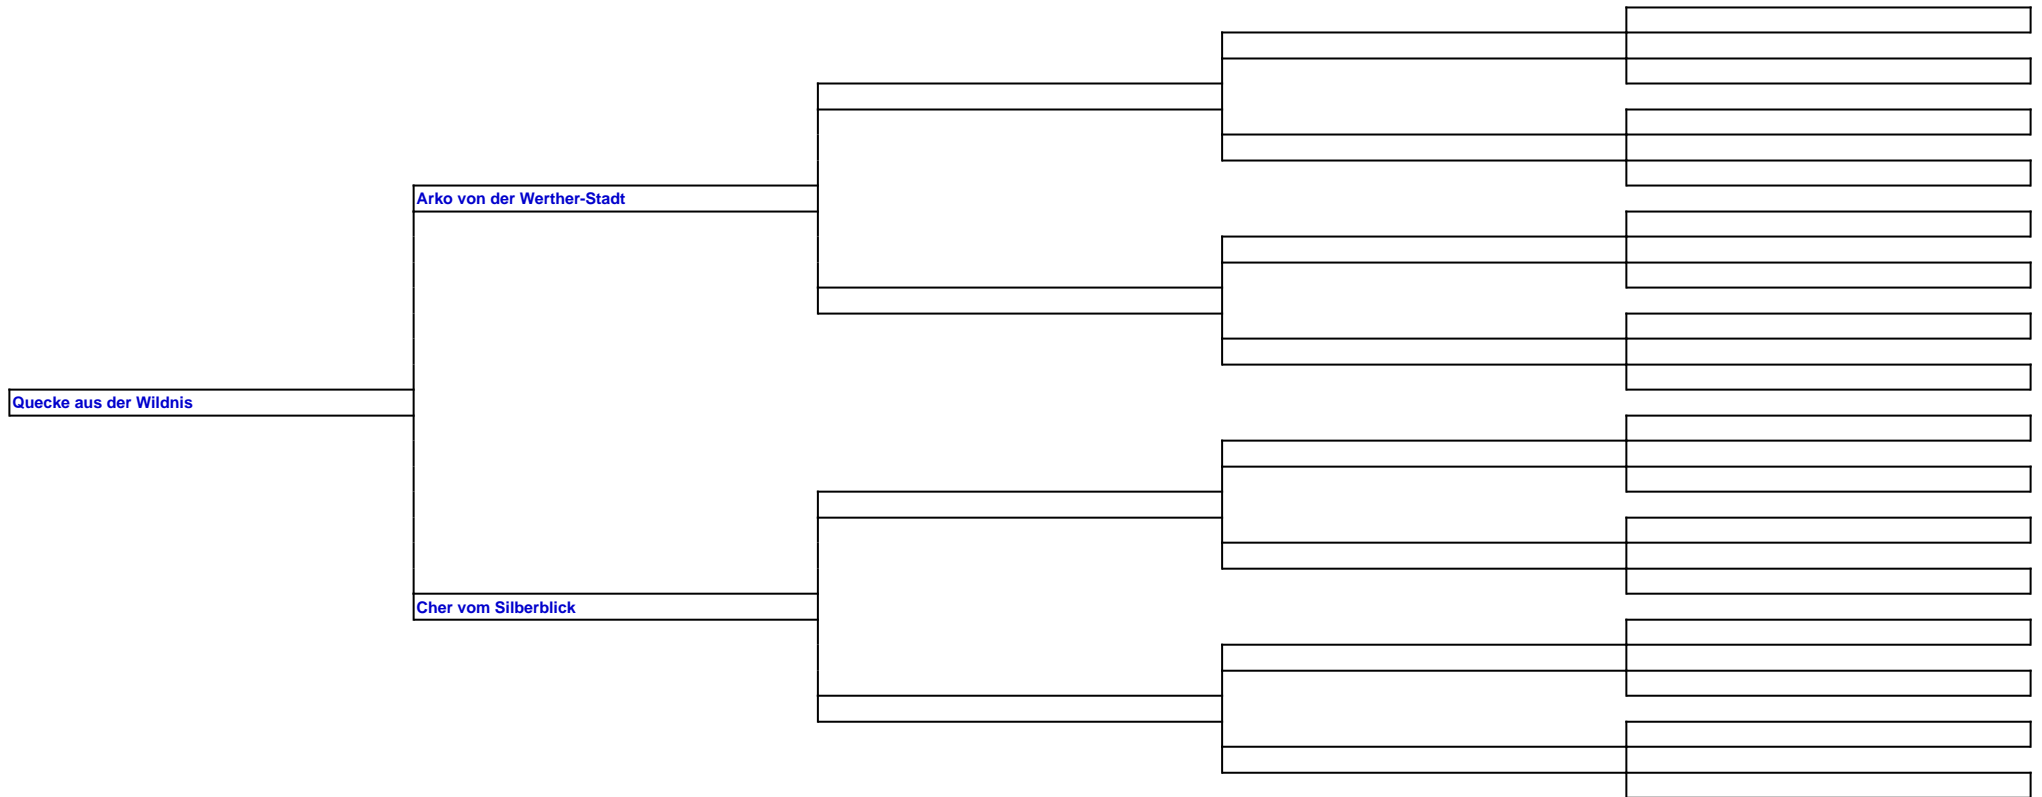 Arko von der Werther-Stadt
Quecke aus der Wildnis
Cher vom Silberblick